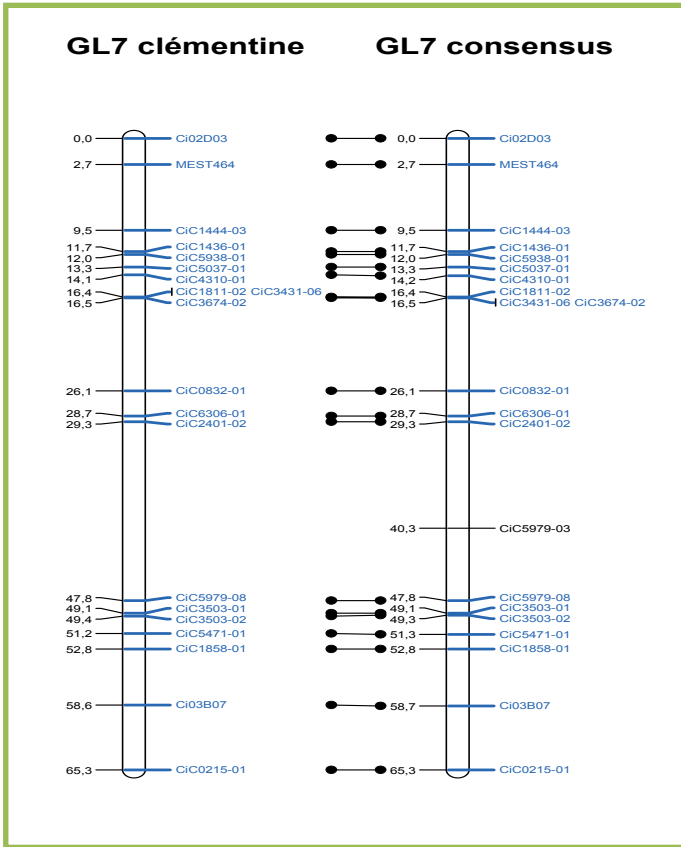 GL7 clémentine GL7 consensus
0,0 Ci02D03 0,0 Ci02D03
2,7 MEST464 2,7 MEST464
9,5 CiC1444-03 9,5 CiC1444-03
11,7 CiC1436-01 11,7 CiC1436-01
12,0 CiC5938-01 12,0 CiC5938-01
13,3 CiC5037-01 13,3 CiC5037-01
14,1 CiC4310-01 14,2 CiC4310-01
16,4 CiC1811-02 CiC3431-06 16,4 CiC1811-02
16,5 CiC3674-02 16,5 CiC3431-06 CiC3674-02
26,1 CiC0832-01 26,1 CiC0832-01
28,7 CiC6306-01 28,7 CiC6306-01
29,3 CiC2401-02 29,3 CiC2401-02
40,3 CiC5979-03
47,8 CiC5979-08 47,8 CiC5979-08
49,1 CiC3503-01 49,1 CiC3503-01
49,4 CiC3503-02 49,3 CiC3503-02
51,2 CiC5471-01 51,3 CiC5471-01
52,8 CiC1858-01 52,8 CiC1858-01
58,6 Ci03B07 58,7 Ci03B07
65,3 CiC0215-01 65,3 CiC0215-01